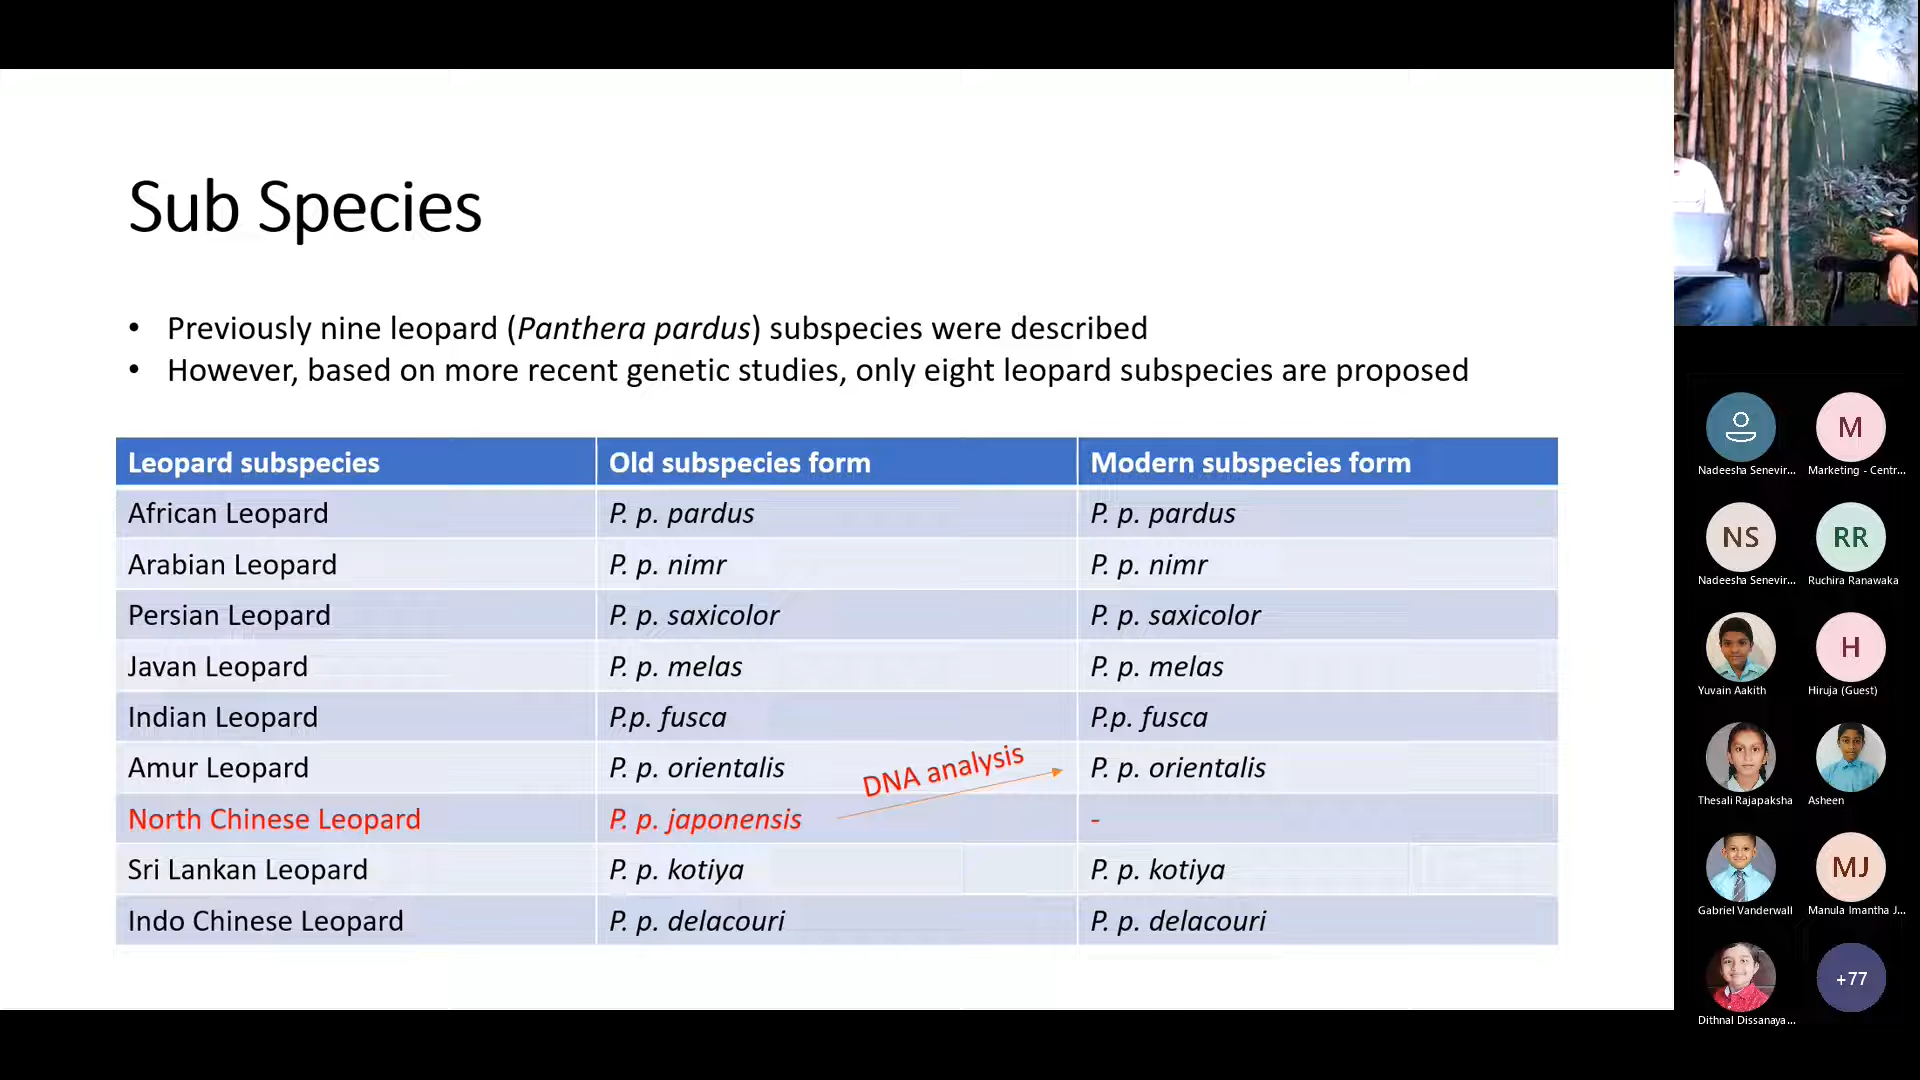 Sub Species
• Previously nine leopard (Panthera pardus) subspecies were described
• However, based on more recent genetic studies, only eight leopard subspecies are proposed
Leopard subspecies Old subspecies form Modern subspecies form
African Leopard P. p. pardus P. p. pardus
Arabian Leopard P. p. nimr P. p. nimr
Persian Leopard P. p. saxicolor P. p. saxicolor
Javan Leopard P. p. melas P. p. melas
Indian Leopard P.p. fusca P.p. fusca
Amur Leopard P. p. orientalis DNA analysis P. p. orientalis
North Chinese Leopard P. p. japonensis -
Sri Lankan Leopard P. p. kotiya P. p. kotiya
Indo Chinese Leopard P. p. delacouri P. p. delacouri
M
Nadeesha Senevir... Marketing - Centr...
NS RR
Nadeesha Senevir... Ruchira Ranawaka
H
Yuvain Aakith Hiruja (Guest)
Thesali Rajapaksha Asheen
MJ
Gabriel Vanderwall Manula Imantha J...
+77
Dithnal Dissanaya...